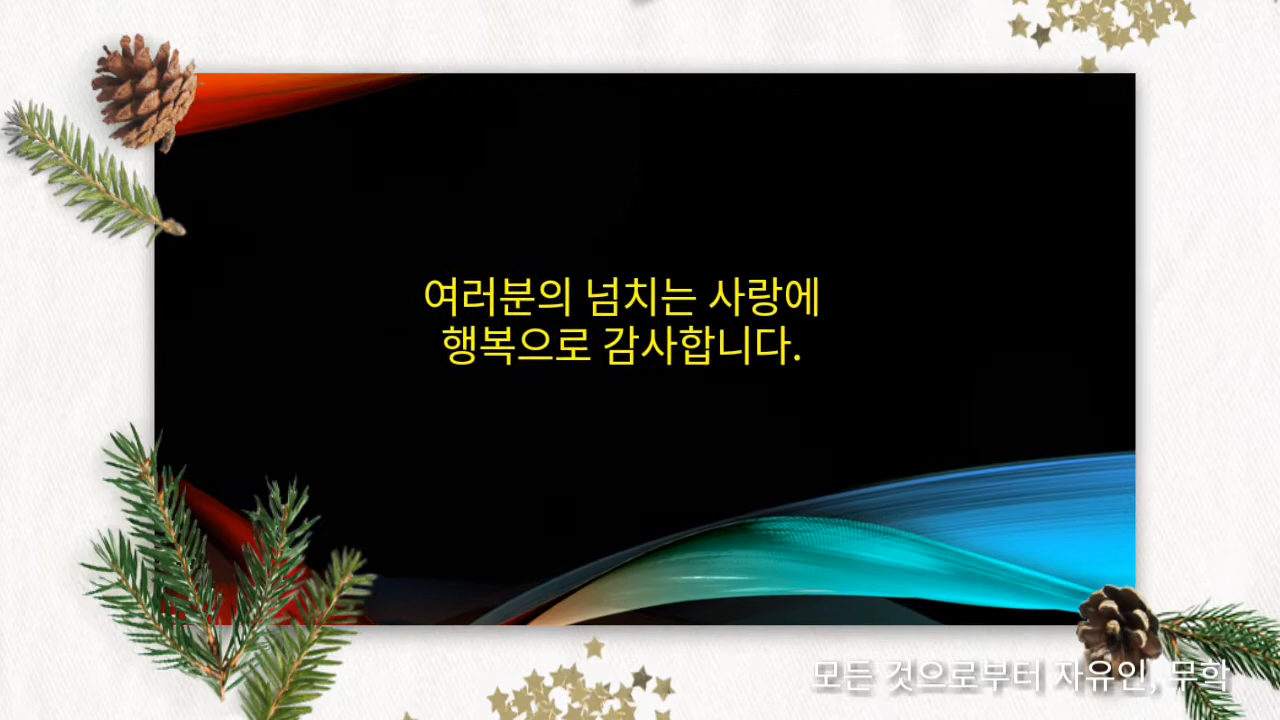 여러분의 넘치는 사랑에
행복으로 감사합니다.
모든 것으로부터 자유인, 무학